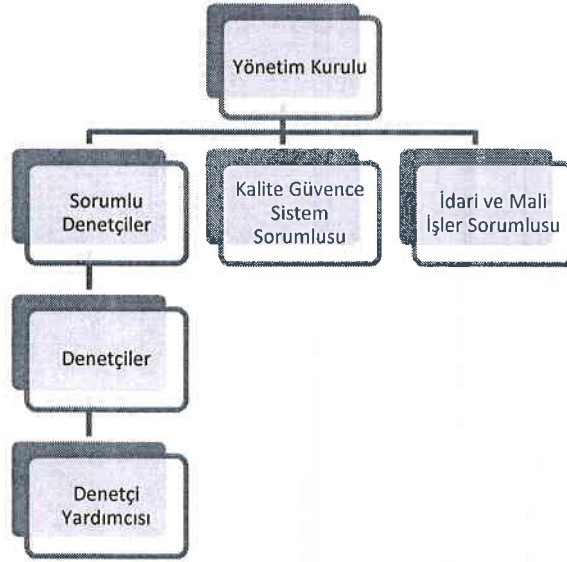 Yönetim Kurulu
Sorumlu
Denetçiler
Kalite Güvence
Sistem
Sorumlusu
İdari ve Mali
İşler Sorumlusu
Denetçiler
Denetçi
Yardımcısı